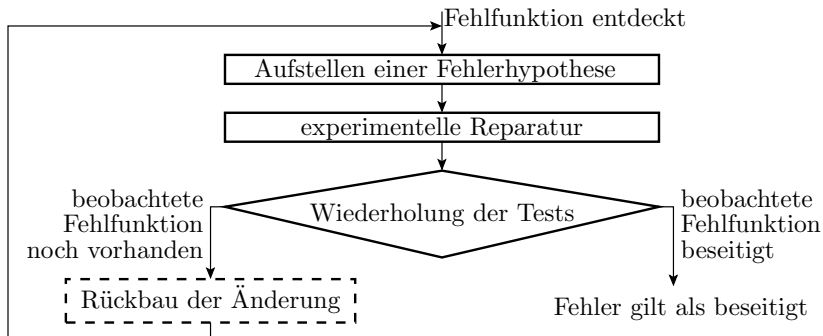 Fehlfunktion entdeckt
Aufstellen einer Fehlerhypothese
experimentelle Reparatur
Wiederholung der Tests
beobachtete
Fehlfunktion
noch vorhanden
beobachtete
Fehlfunktion
beseitigt
Rückbau der Änderung
Fehler gilt als beseitigt